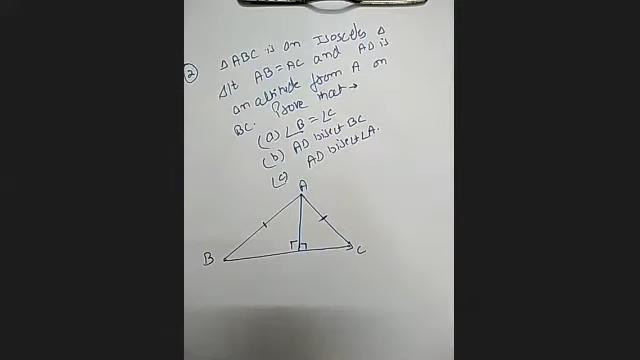 ② Δ ABC is an Isosceles Δ
s/t AB = AC and AD is
an altitude from A on
BC. Prove that →
(a) ∠B = ∠C
(b) AD bisect BC
(c) AD bisect ∠A.
A
B
C